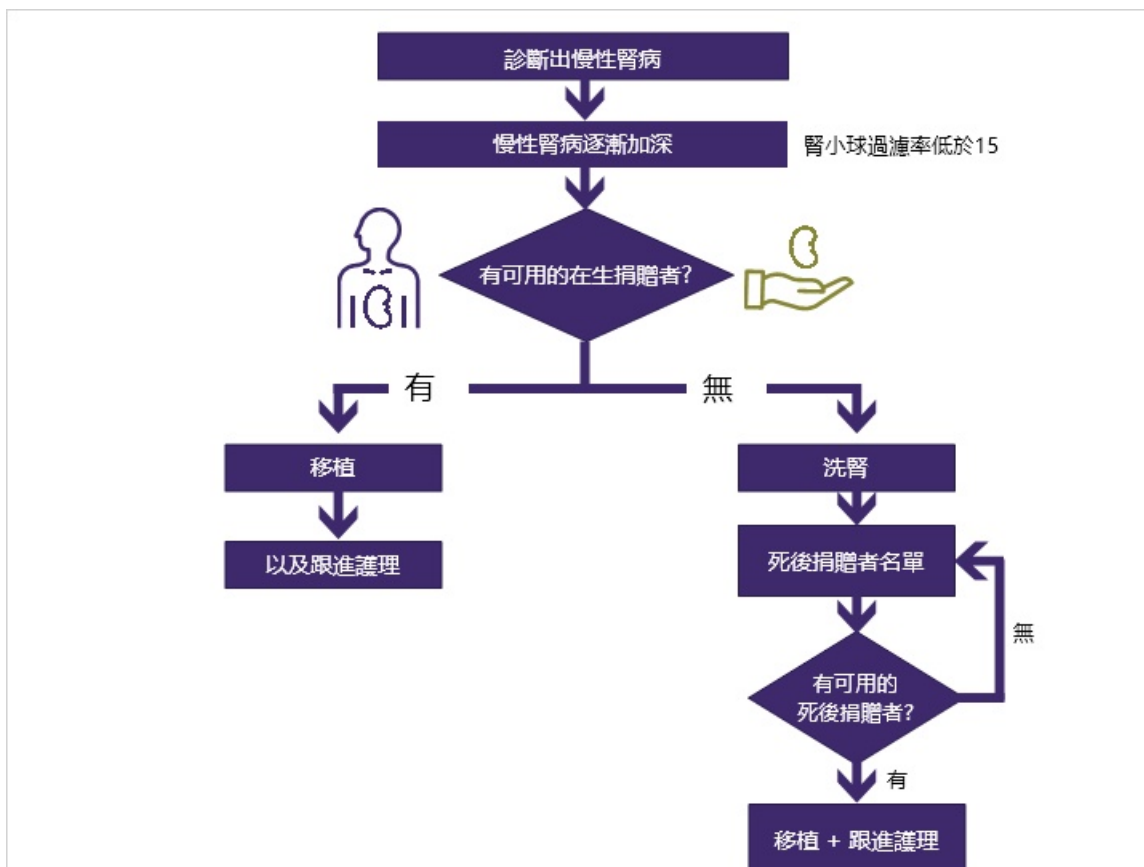 診斷出慢性腎病
慢性腎病逐漸加深
腎小球過濾率低於15
有可用的在生捐贈者?
有
無
移植
洗腎
以及跟進護理
死後捐贈者名單
無
有可用的
死後捐贈者?
有
移植 + 跟進護理